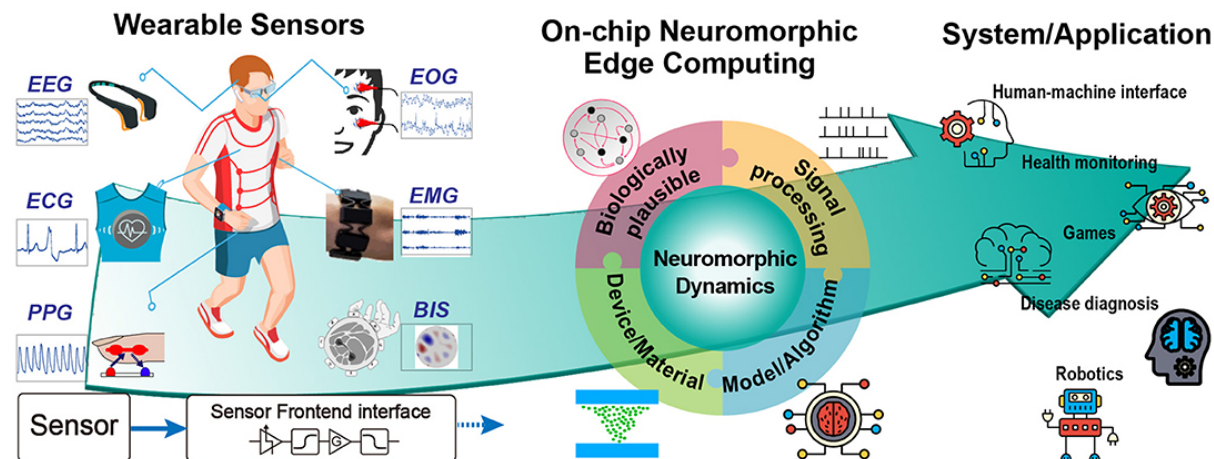 Wearable Sensors
EEG
EOG
ECG
EMG
PPG
BIS
Sensor
Sensor Frontend interface
G
On-chip Neuromorphic
Edge Computing
Biologically
plausible
Signal
processing
Neuromorphic
Dynamics
Device/Material
Model/Algorithm
System/Application
Human-machine interface
Health monitoring
Games
Disease diagnosis
Robotics